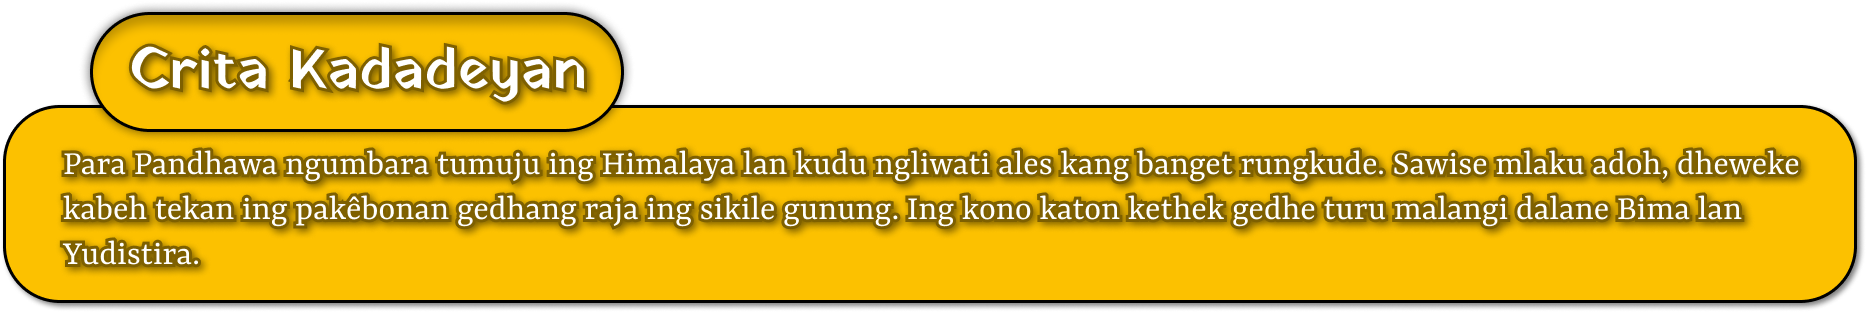 Crita Kadadeyan
Para Pandhawa ngumbara tumuju ing Himalaya lan kudu ngliwati ales kang banget rungkude. Sawise mlaku adoh, dheweke
kabeh tekan ing pakêbonan gedhang raja ing sikile gunung. Ing kono katon kethek gedhe turu malangi dalane Bima lan
Yudistira.